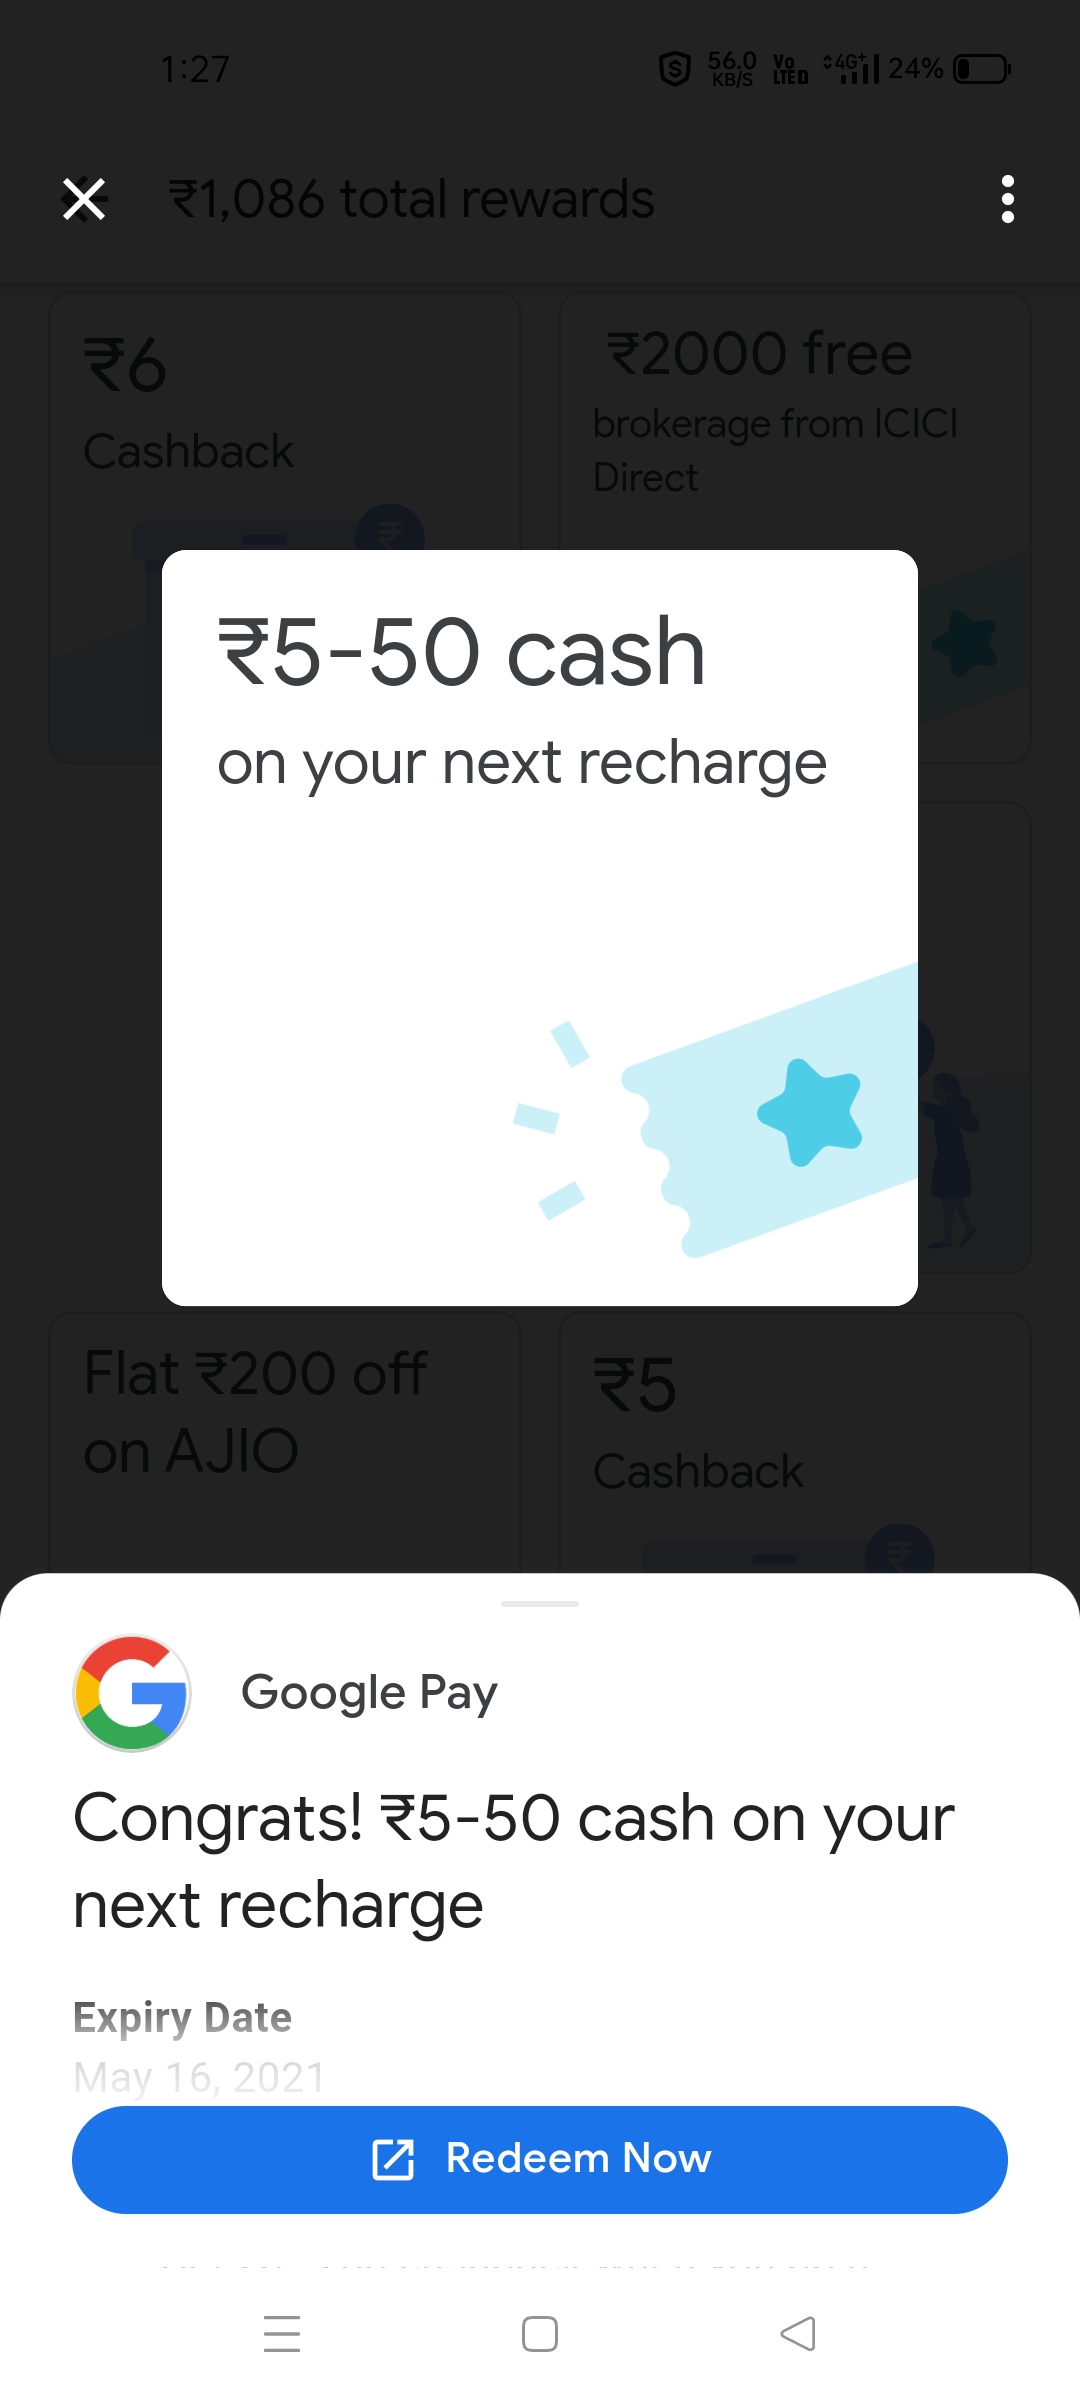 1:27
56.0
KB/S
Vo
LTED
4G+
24%
₹1,086 total rewards
₹6
Cashback
₹2000 free
brokerage from ICICI
Direct
₹
₹5-50 cash
on your next recharge
Flat ₹200 off
on AJIO
₹5
Cashback
₹
Google Pay
Congrats! ₹5-50 cash on your
next recharge
Expiry Date
May 16, 2021
Redeem Now